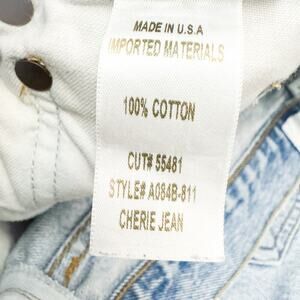 MADE IN U.S.A
IMPORTED MATERIALS
100% COTTON
CUT# 55481
STYLE# A084B-811
CHERIE JEAN